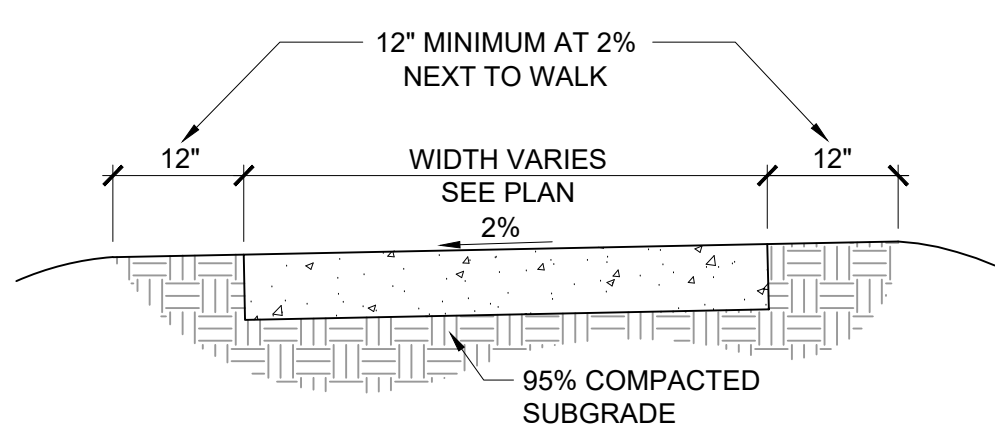 12" MINIMUM AT 2%
NEXT TO WALK
12"
WIDTH VARIES
12"
SEE PLAN
2%
95% COMPACTED
SUBGRADE